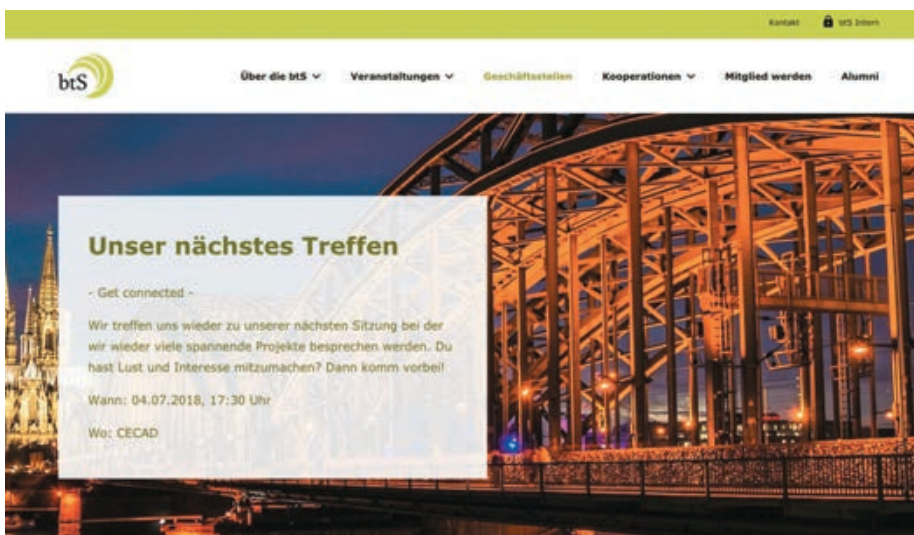 Kontakt btS Intern
btS
Über die btS Veranstaltungen Geschäftsstellen Kooperationen Mitglied werden Alumni
Unser nächstes Treffen
- Get connected -
Wir treffen uns wieder zu unserer nächsten Sitzung bei der
wir wieder viele spannende Projekte besprechen werden. Du
hast Lust und Interesse mitzumachen? Dann komm vorbei!
Wann: 04.07.2018, 17:30 Uhr
Wo: CECAD